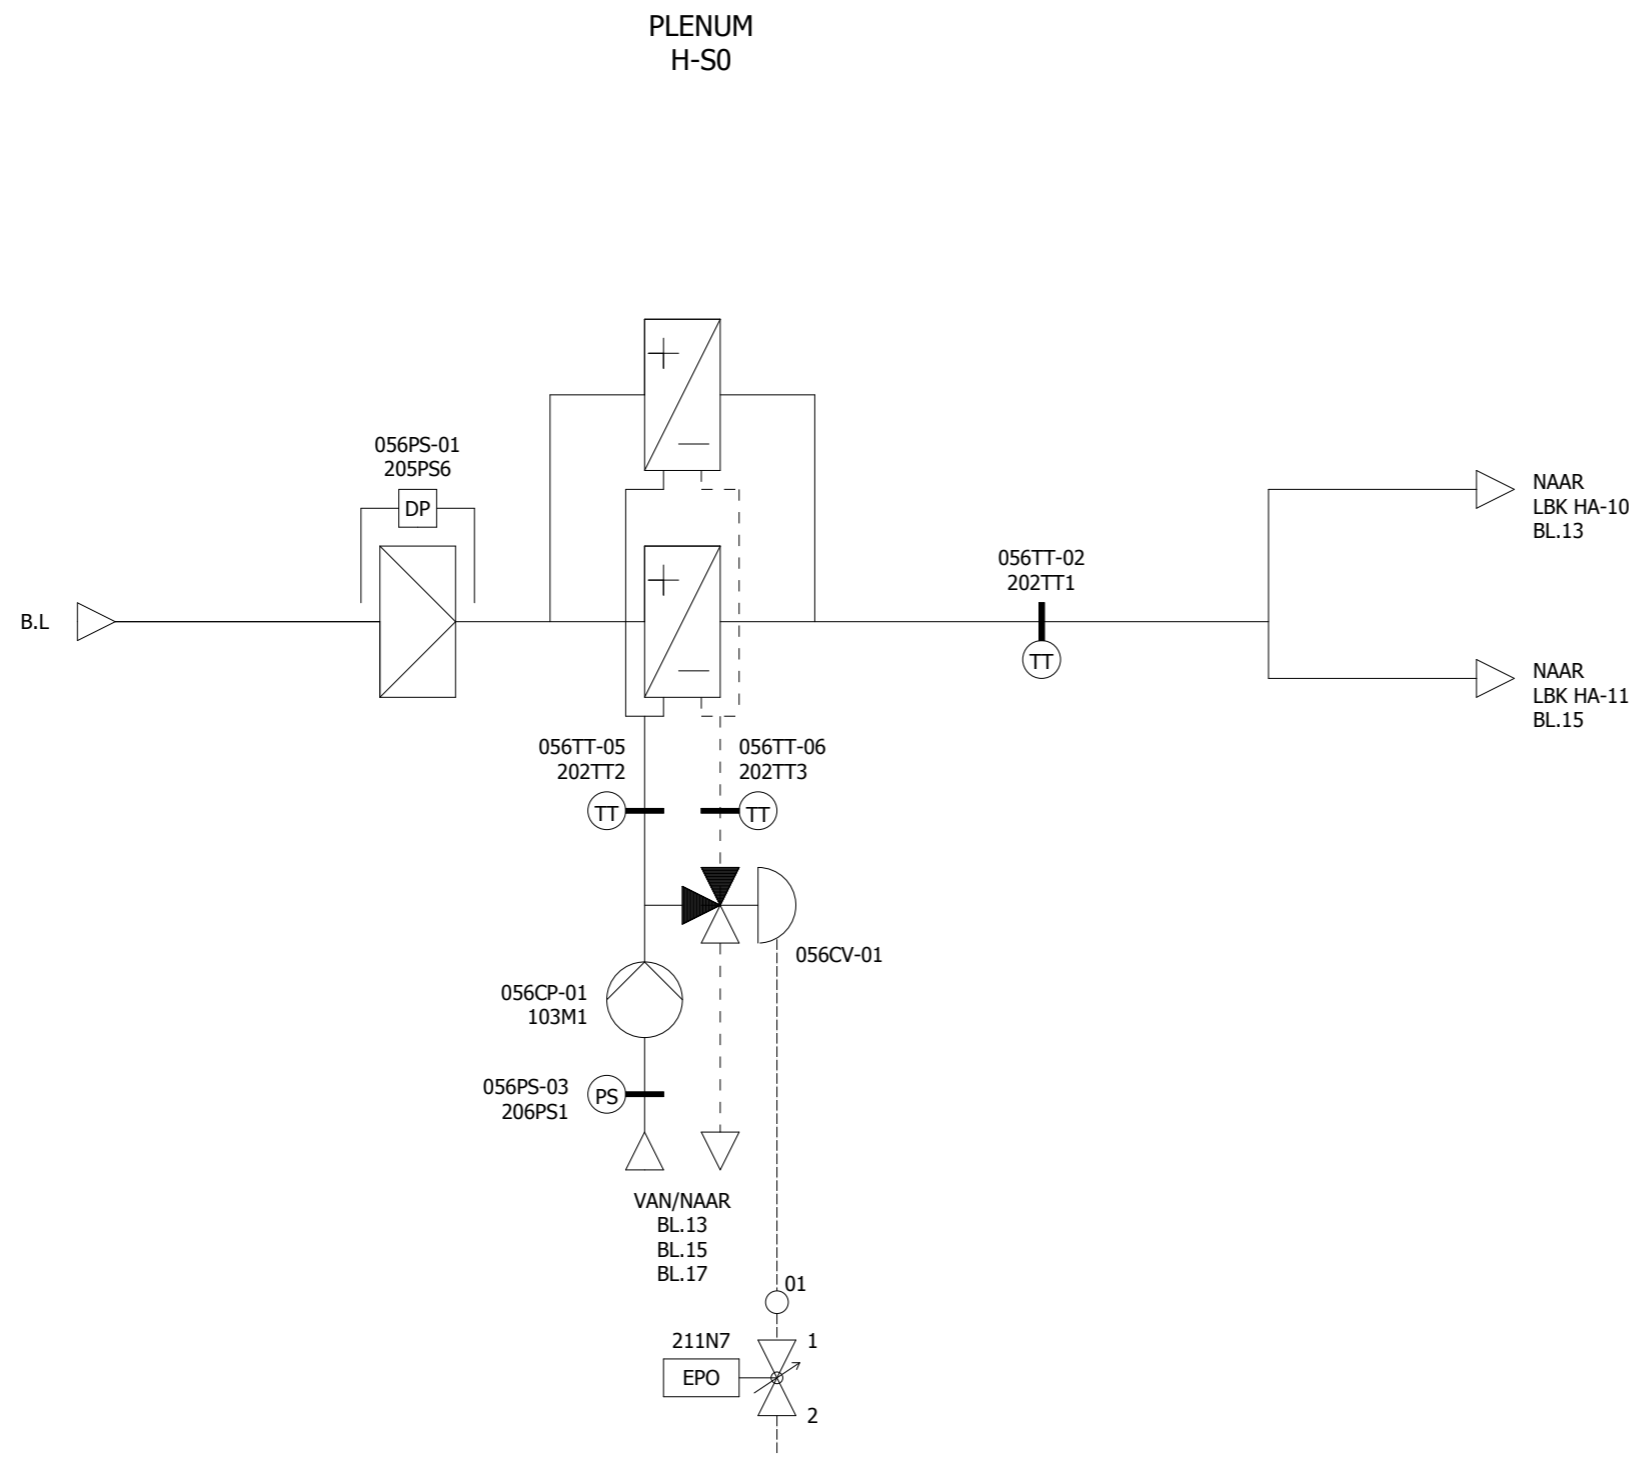 PLENUM
H-S0
056PS-01
205PS6
DP
B.L
056TT-02
202TT1
TT
NAAR
LBK HA-10
BL.13
NAAR
LBK HA-11
BL.15
056TT-05
202TT2
TT
056TT-06
202TT3
TT
056CV-01
056CP-01
103M1
056PS-03
206PS1
PS
VAN/NAAR
BL.13
BL.15
BL.17
01
211N7
EPO
1
2